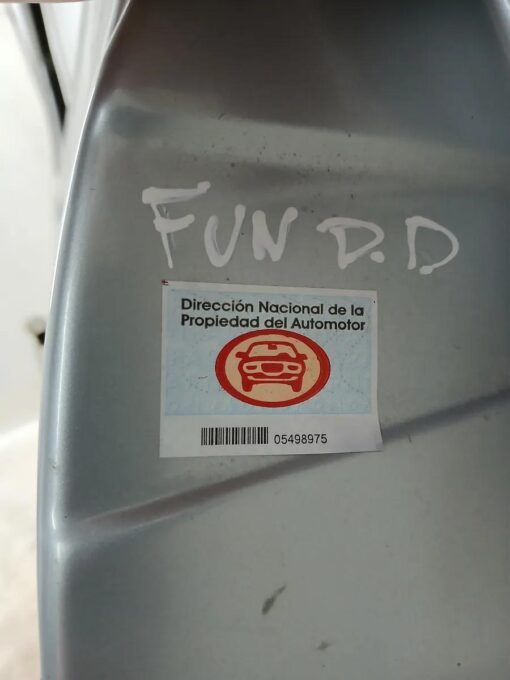 FUN D.D
Dirección Nacional de la
Propiedad del Automotor
05498975